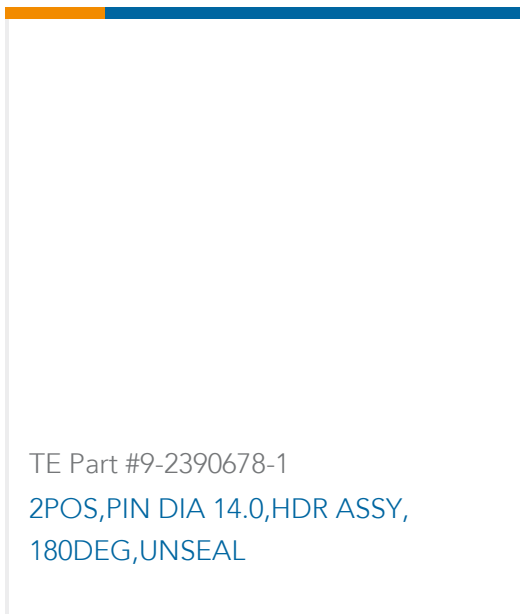 TE Part #9-2390678-1
2POS,PIN DIA 14.0,HDR ASSY,
180DEG,UNSEAL